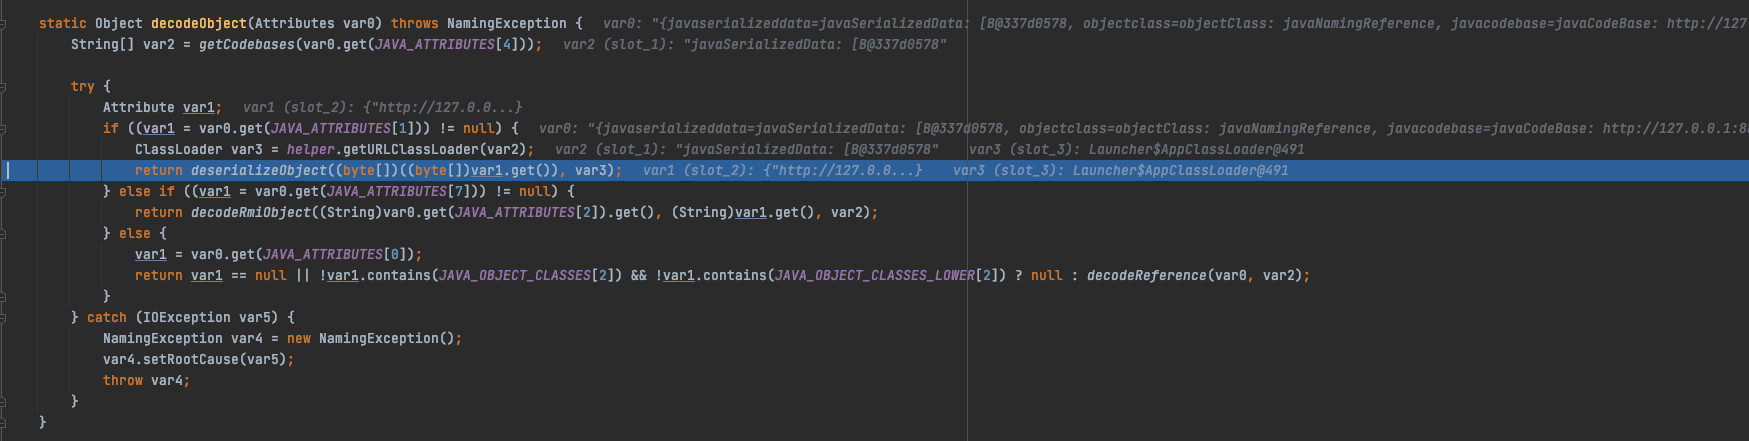 static Object decodeObject(Attributes var0) throws NamingException {   var0: "{javaserializeddata=javaSerializedData: [B@337d0578, objectclass=objectClass: javaNamingReference, javacodebase=javaCodeBase: http://127
String[] var2 = getCodebases(var0.get(JAVA_ATTRIBUTES[4]));   var2 (slot_1): "javaSerializedData: [B@337d0578"
try {
Attribute var1;   var1 (slot_2): {"http://127.0.0...}
if ((var1 = var0.get(JAVA_ATTRIBUTES[1])) != null) {   var0: "{javaserializeddata=javaSerializedData: [B@337d0578, objectclass=objectClass: javaNamingReference, javacodebase=javaCodeBase: http://127.0.0.1:88
ClassLoader var3 = helper.getURLClassLoader(var2);   var2 (slot_1): "javaSerializedData: [B@337d0578"   var3 (slot_3): Launcher$AppClassLoader@491
return deserializeObject((byte[])((byte[])var1.get()), var3);   var1 (slot_2): {"http://127.0.0...}   var3 (slot_3): Launcher$AppClassLoader@491
} else if ((var1 = var0.get(JAVA_ATTRIBUTES[7])) != null) {
return decodeRmiObject((String)var0.get(JAVA_ATTRIBUTES[2]).get(), (String)var1.get(), var2);
} else {
var1 = var0.get(JAVA_ATTRIBUTES[0]);
return var1 == null || !var1.contains(JAVA_OBJECT_CLASSES[2]) && !var1.contains(JAVA_OBJECT_CLASSES_LOWER[2]) ? null : decodeReference(var0, var2);
}
} catch (IOException var5) {
NamingException var4 = new NamingException();
var4.setRootCause(var5);
throw var4;
}
}